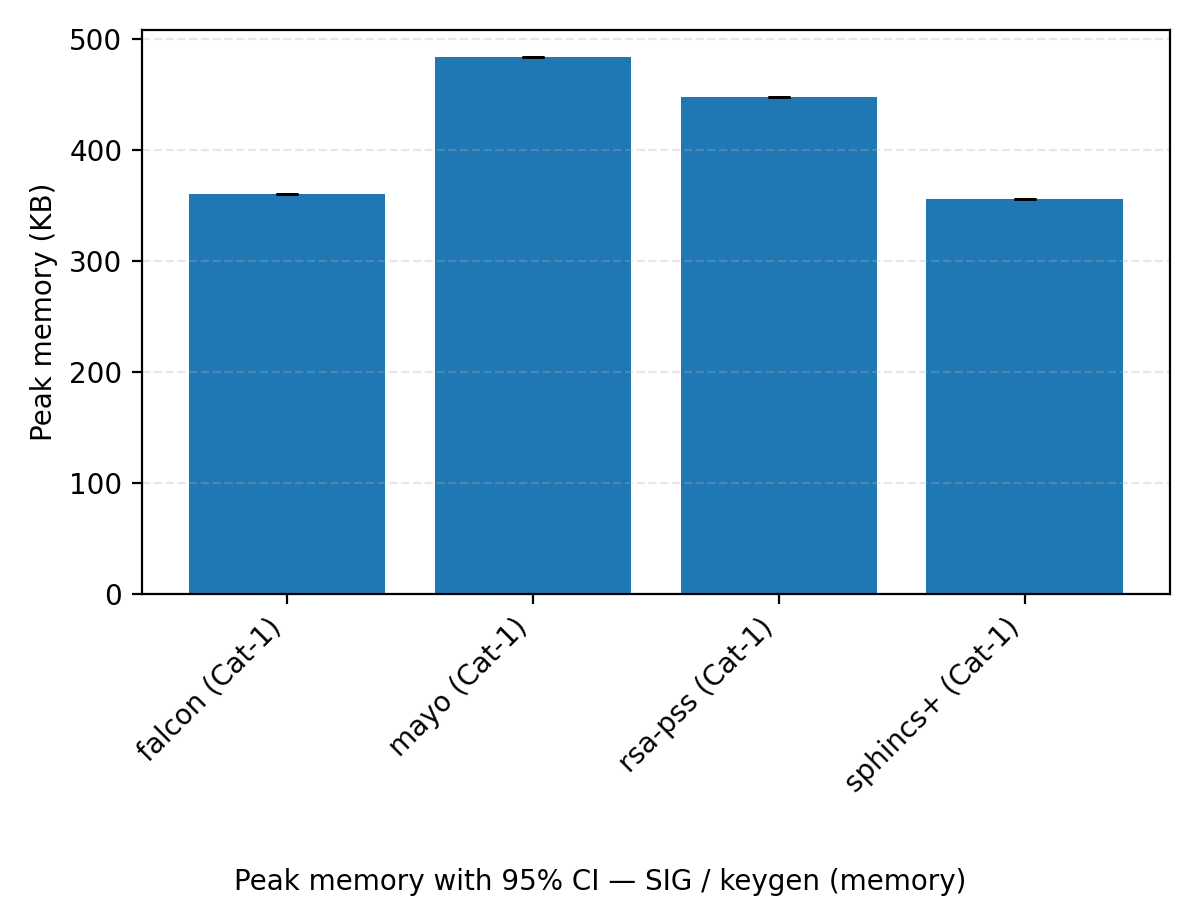 500
400
300
200
100
0
Peak memory (KB)
falcon (Cat-1)
mayo (Cat-1)
rsa-pss (Cat-1)
sphincs+ (Cat-1)
Peak memory with 95% CI — SIG / keygen (memory)